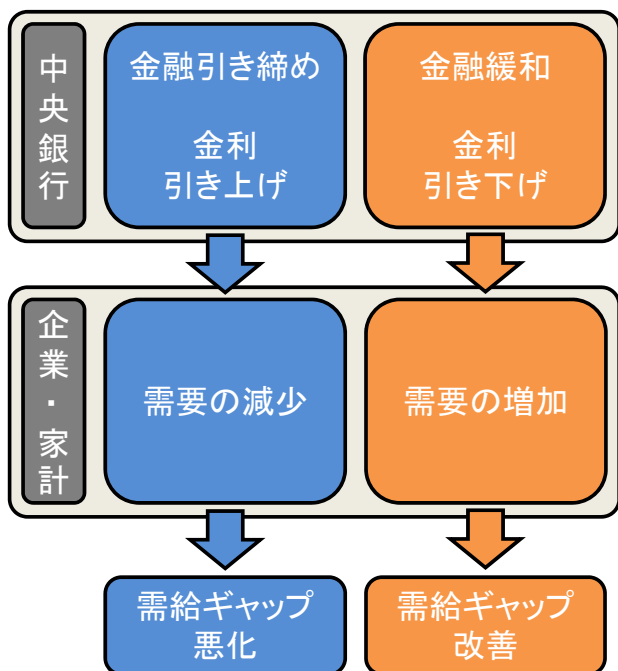 中央銀行
金融引き締め
金利
引き上げ
金融緩和
金利
引き下げ
企業・家計
需要の減少
需要の増加
需給ギャップ
悪化
需給ギャップ
改善